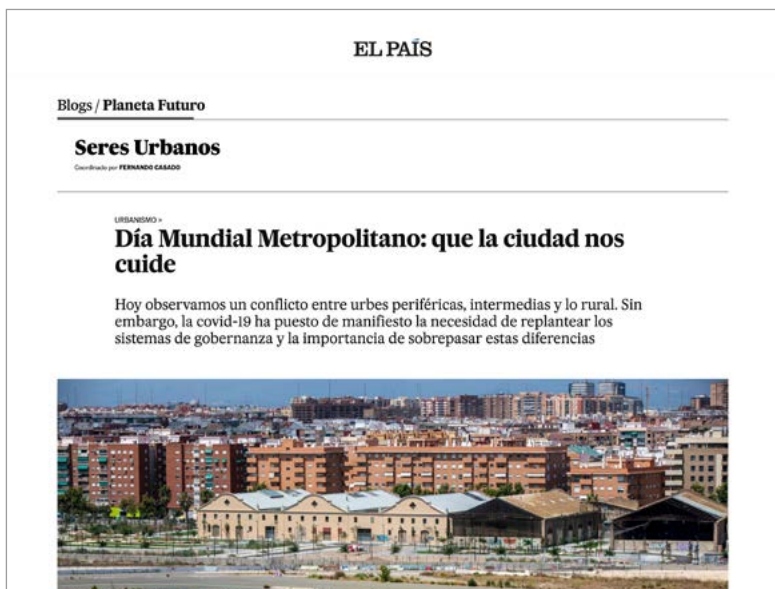 EL PAÍS
Blogs / Planeta Futuro
Seres Urbanos
Coordinado por FERNANDO CASADO
URBANISMO >
Día Mundial Metropolitano: que la ciudad nos
cuide
Hoy observamos un conflicto entre urbes periféricas, intermedias y lo rural. Sin
embargo, la covid-19 ha puesto de manifiesto la necesidad de replantear los
sistemas de gobernanza y la importancia de sobrepasar estas diferencias